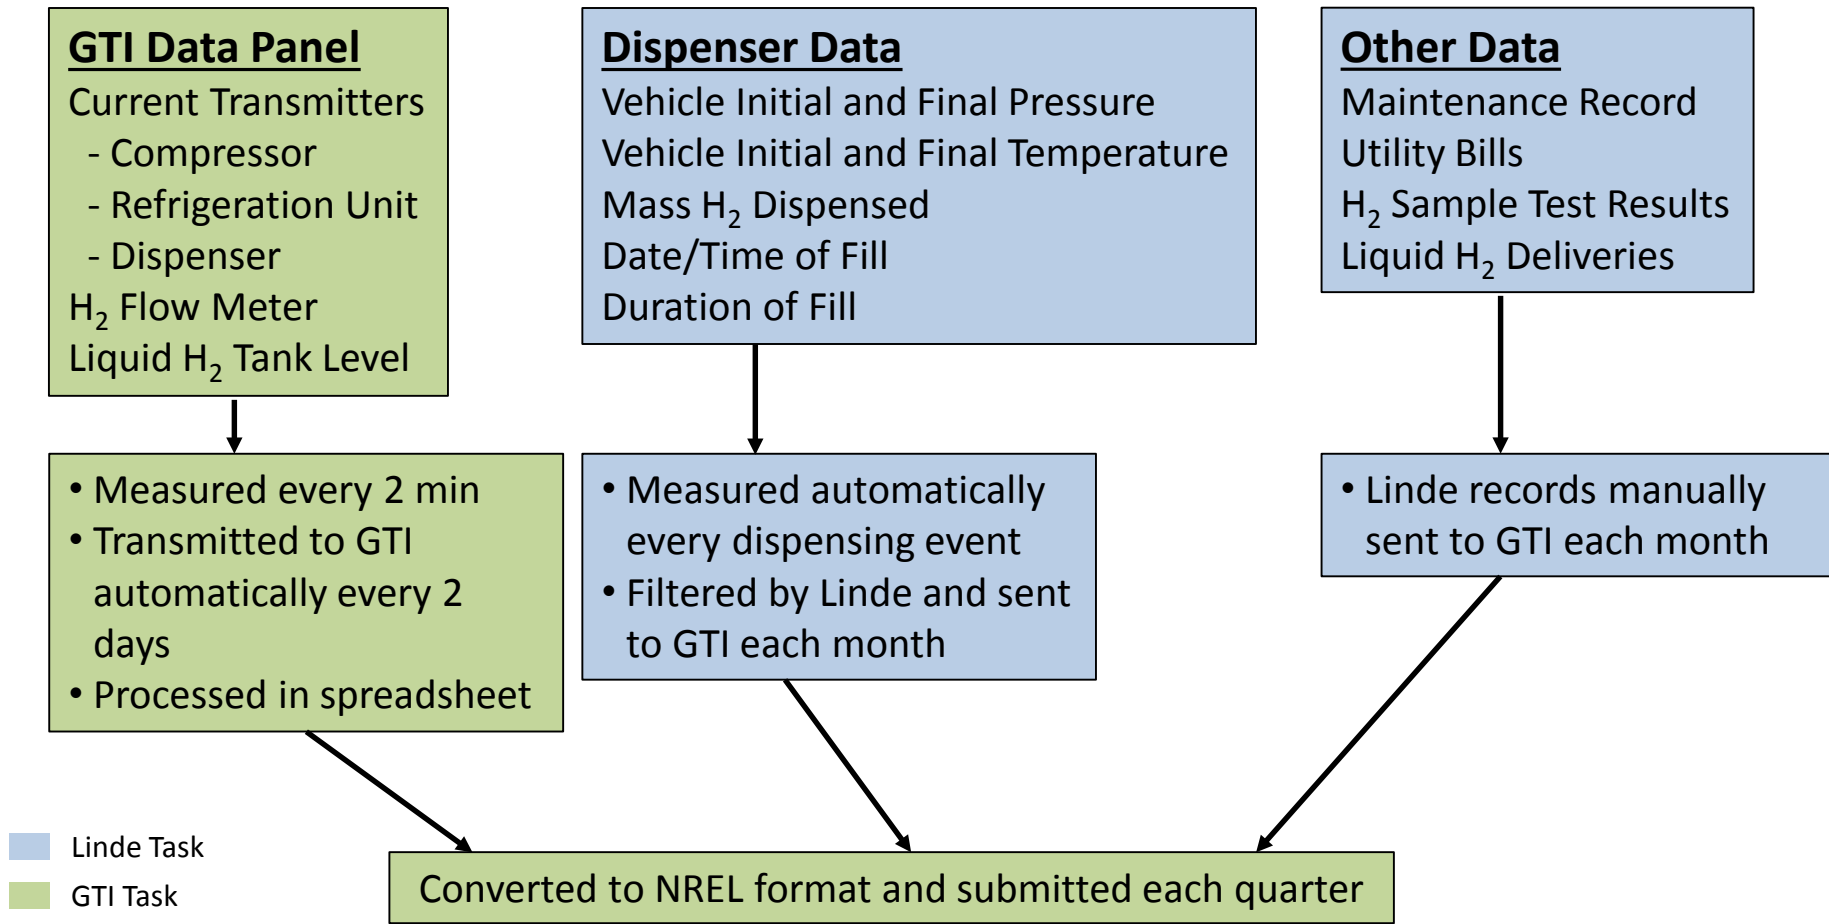 GTI Data Panel
Current Transmitters
- Compressor
- Refrigeration Unit
- Dispenser
H₂ Flow Meter
Liquid H₂ Tank Level
Dispenser Data
Vehicle Initial and Final Pressure
Vehicle Initial and Final Temperature
Mass H₂ Dispensed
Date/Time of Fill
Duration of Fill
Other Data
Maintenance Record
Utility Bills
H₂ Sample Test Results
Liquid H₂ Deliveries
• Measured every 2 min
• Transmitted to GTI
automatically every 2
days
• Processed in spreadsheet
• Measured automatically
every dispensing event
• Filtered by Linde and sent
to GTI each month
• Linde records manually
sent to GTI each month
Linde Task
GTI Task
Converted to NREL format and submitted each quarter